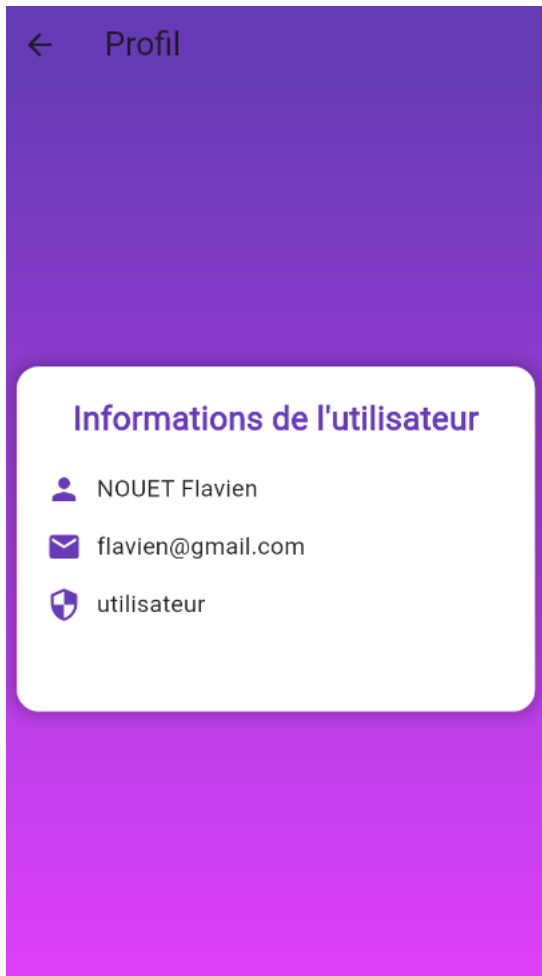 Profil
Informations de l'utilisateur
NOUET Flavien
flavien@gmail.com
utilisateur